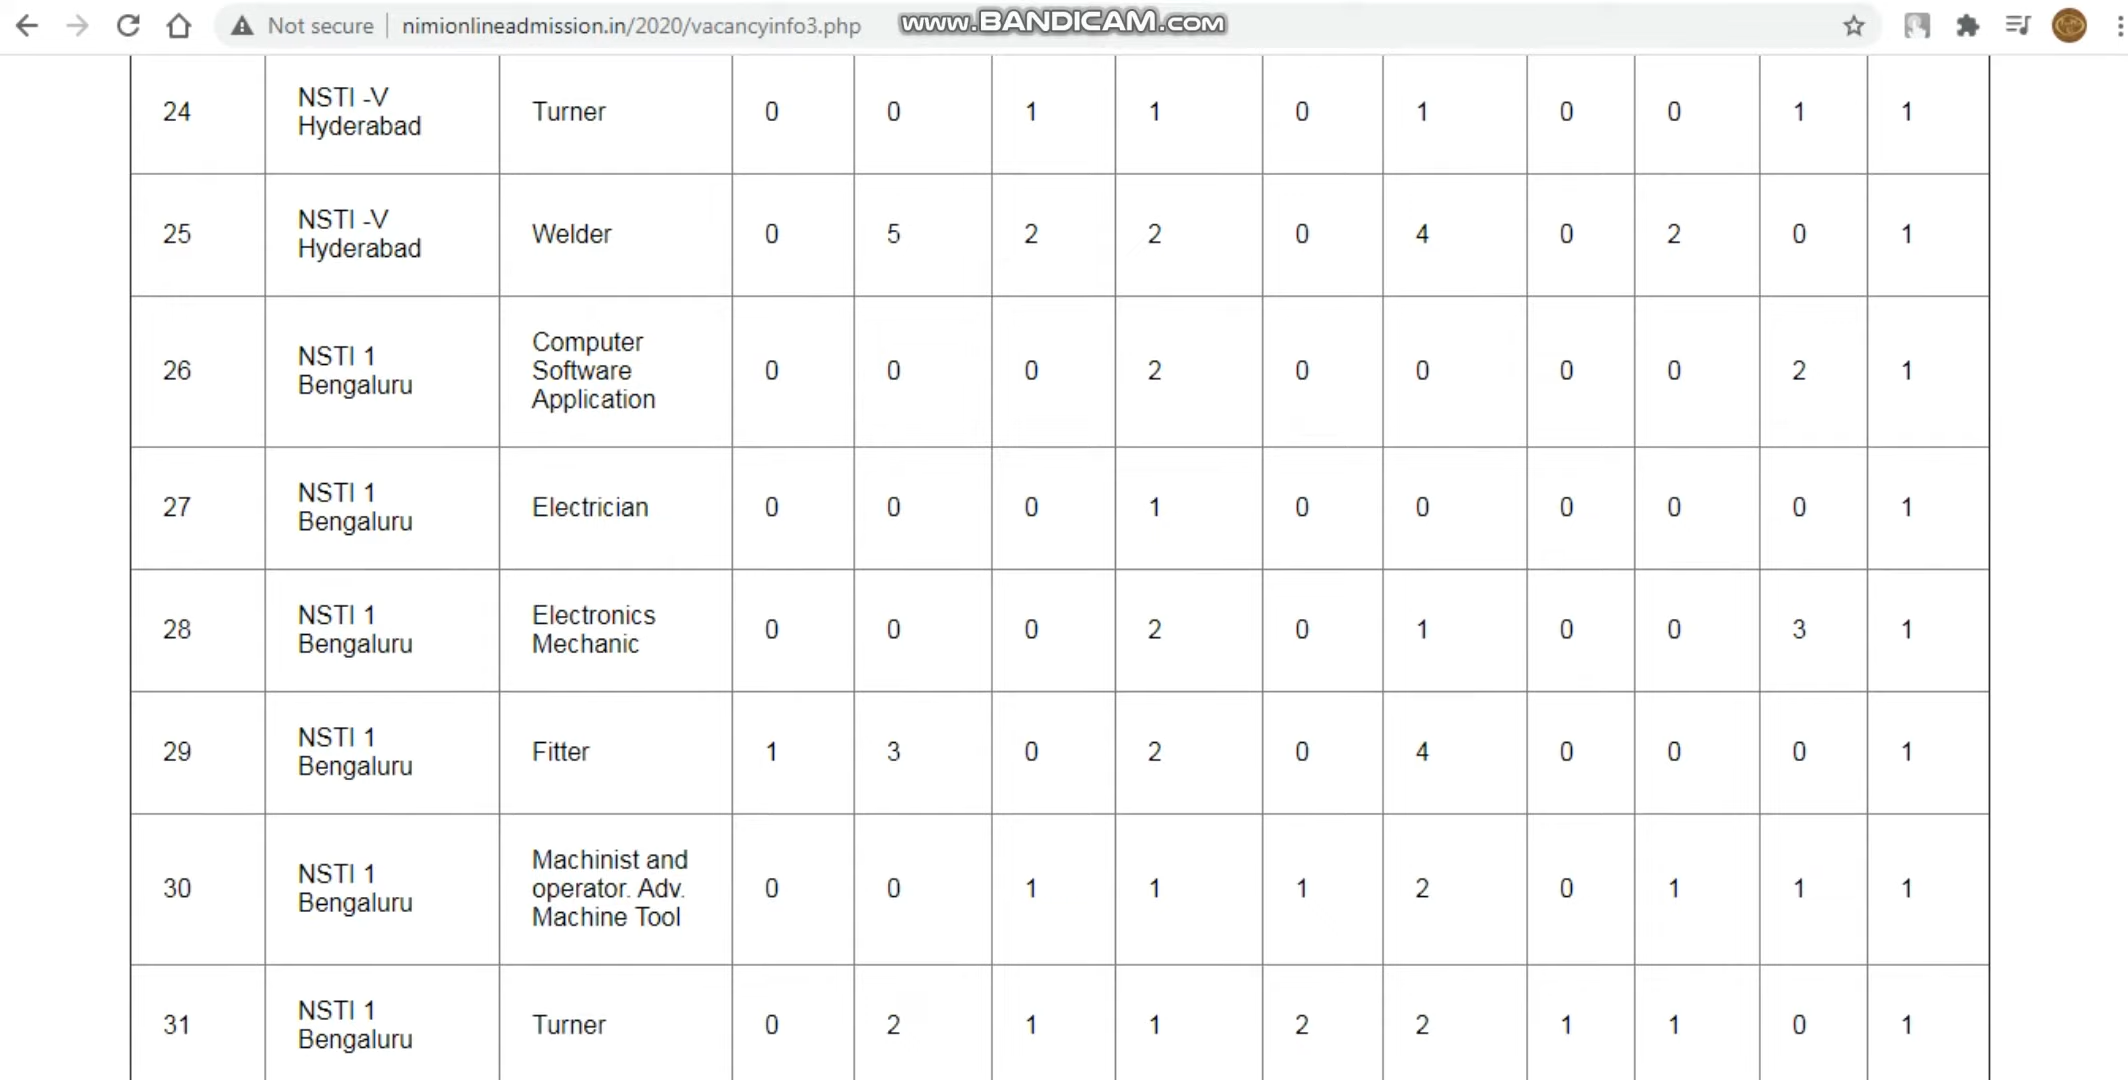 Not secure nimionlineadmission.in/2020/vacancyinfo3.php www.BANDICAM.com
24 NSTI -V Hyderabad Turner 0 0 1 1 0 1 0 0 1 1
25 NSTI -V Hyderabad Welder 0 5 2 2 0 4 0 2 0 1
26 NSTI 1 Bengaluru Computer Software Application 0 0 0 2 0 0 0 0 2 1
27 NSTI 1 Bengaluru Electrician 0 0 0 1 0 0 0 0 0 1
28 NSTI 1 Bengaluru Electronics Mechanic 0 0 0 2 0 1 0 0 3 1
29 NSTI 1 Bengaluru Fitter 1 3 0 2 0 4 0 0 0 1
30 NSTI 1 Bengaluru Machinist and operator. Adv. Machine Tool 0 0 1 1 1 2 0 1 1 1
31 NSTI 1 Bengaluru Turner 0 2 1 1 2 2 1 1 0 1